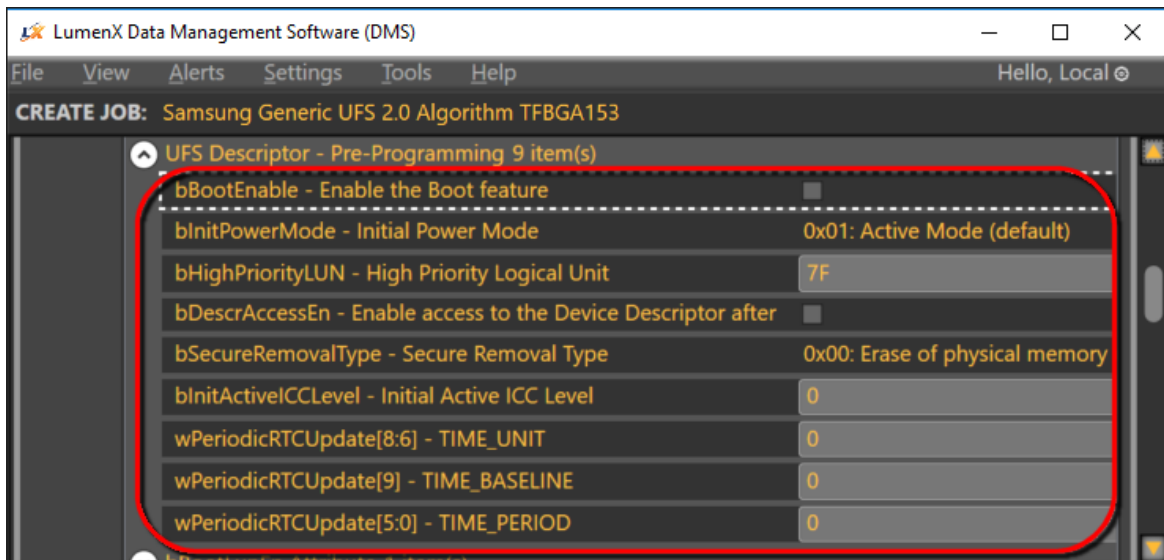 LumenX Data Management Software (DMS)
File View Alerts Settings Tools Help Hello, Local
CREATE JOB: Samsung Generic UFS 2.0 Algorithm TFBGA153
UFS Descriptor - Pre-Programming 9 item(s)
bBootEnable - Enable the Boot feature
bInitPowerMode - Initial Power Mode 0x01: Active Mode (default)
bHighPriorityLUN - High Priority Logical Unit 7F
bDescrAccessEn - Enable access to the Device Descriptor after
bSecureRemovalType - Secure Removal Type 0x00: Erase of physical memory
bInitActiveICCLevel - Initial Active ICC Level 0
wPeriodicRTCUpdate[8:6] - TIME_UNIT 0
wPeriodicRTCUpdate[9] - TIME_BASELINE 0
wPeriodicRTCUpdate[5:0] - TIME_PERIOD 0